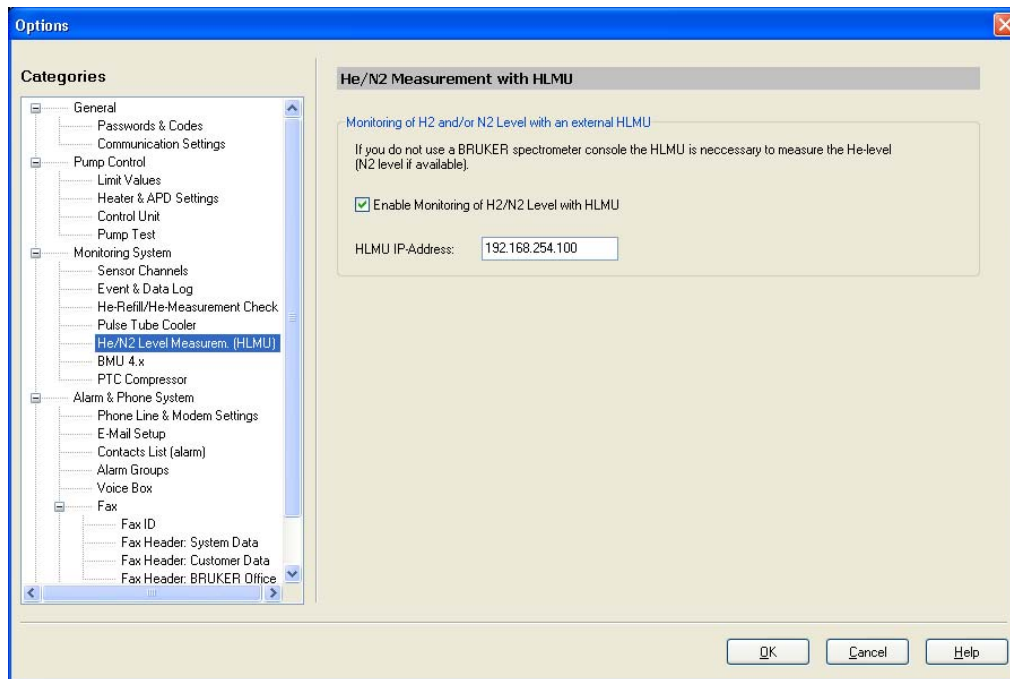 Options
Categories
General
Passwords & Codes
Communication Settings
Pump Control
Limit Values
Heater & APD Settings
Control Unit
Pump Test
Monitoring System
Sensor Channels
Event & Data Log
He-Refill/He-Measurement Check
Pulse Tube Cooler
He/N2 Level Measurem. (HLMU)
BMU 4.x
PTC Compressor
Alarm & Phone System
Phone Line & Modem Settings
E-Mail Setup
Contacts List (alarm)
Alarm Groups
Voice Box
Fax
Fax ID
Fax Header: System Data
Fax Header: Customer Data
Fax Header: BRUKER Office
He/N2 Measurement with HLMU
Monitoring of H2 and/or N2 Level with an external HLMU
If you do not use a BRUKER spectrometer console the HLMU is neccessary to measure the He-level
(N2 level if available).
Enable Monitoring of H2/N2 Level with HLMU
HLMU IP-Address: 192.168.254.100
OK Cancel Help